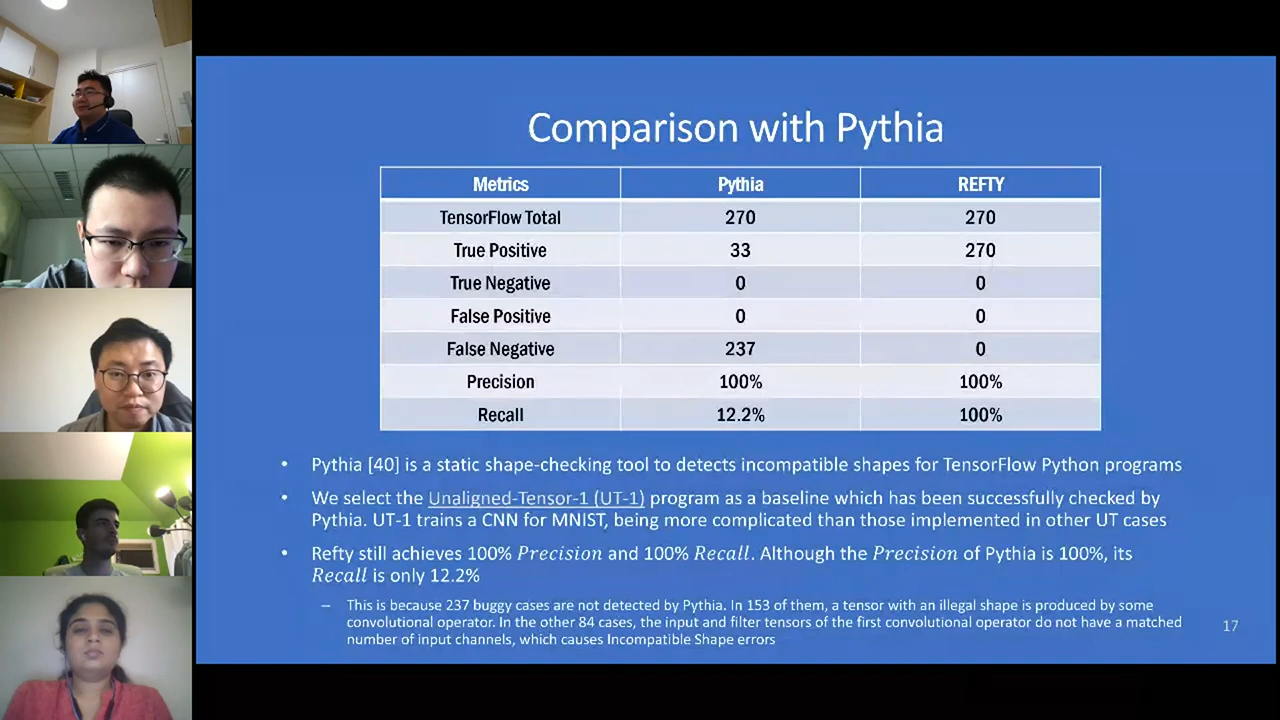 Comparison with Pythia
Metrics Pythia REFTY
TensorFlow Total 270 270
True Positive 33 270
True Negative 0 0
False Positive 0 0
False Negative 237 0
Precision 100% 100%
Recall 12.2% 100%
• Pythia [40] is a static shape-checking tool to detects incompatible shapes for TensorFlow Python programs
• We select the Unaligned-Tensor-1 (UT-1) program as a baseline which has been successfully checked by
Pythia. UT-1 trains a CNN for MNIST, being more complicated than those implemented in other UT cases
• Refty still achieves 100% Precision and 100% Recall. Although the Precision of Pythia is 100%, its
Recall is only 12.2%
– This is because 237 buggy cases are not detected by Pythia. In 153 of them, a tensor with an illegal shape is produced by some
convolutional operator. In the other 84 cases, the input and filter tensors of the first convolutional operator do not have a matched
number of input channels, which causes Incompatible Shape errors
17